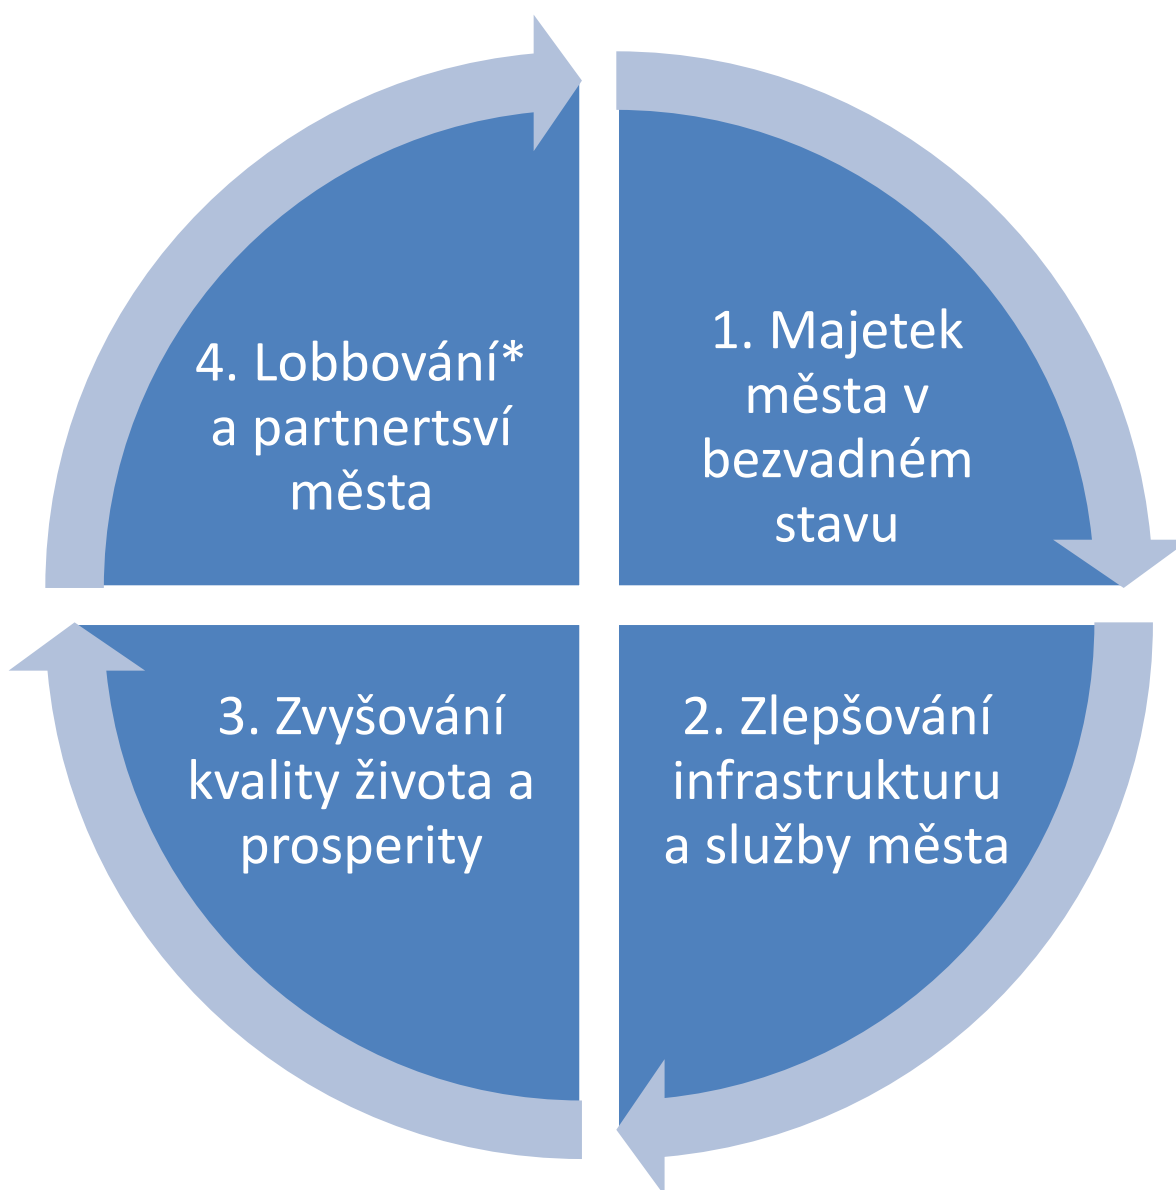 1. Majetek
města v
bezvadném
stavu
2. Zlepšování
infrastrukturu
a služby města
3. Zvyšování
kvality života a
prosperity
4. Lobbování*
a partnertsví
města